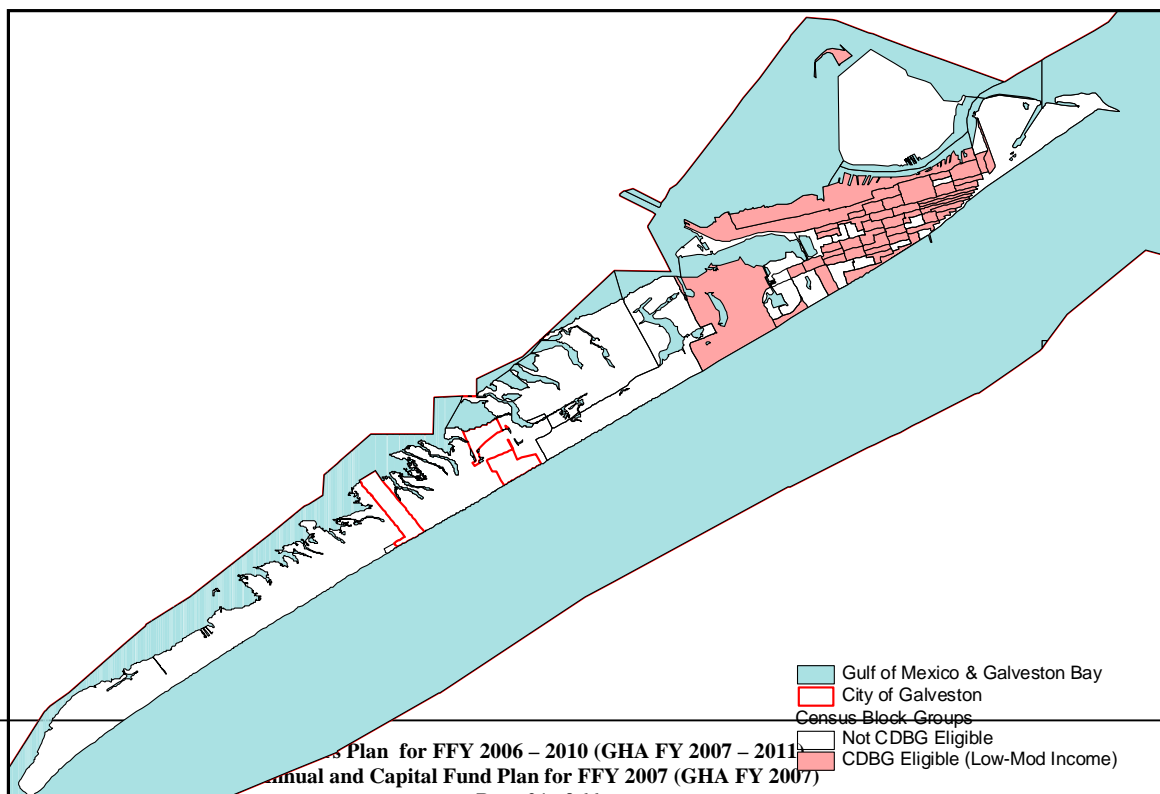 Gulf of Mexico & Galveston Bay
City of Galveston
Census Block Groups
Not CDBG Eligible
CDBG Eligible (Low-Mod Income)
Plan for FFY 2006 – 2010 (GHA FY 2007 – 2011)
and Capital Fund Plan for FFY 2007 (GHA FY 2007)